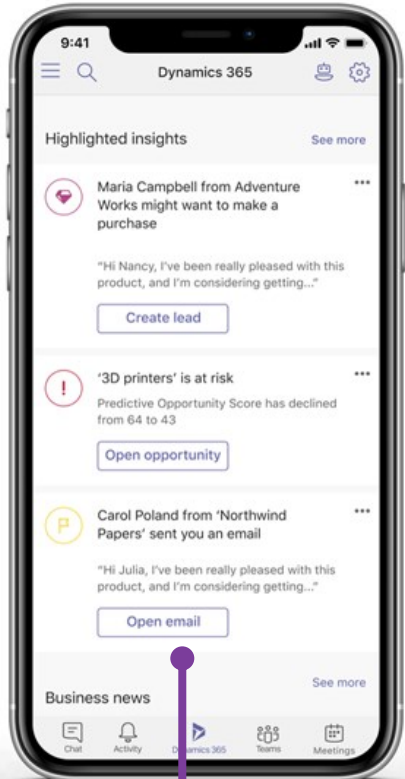 9:41
Dynamics 365
Highlighted insights See more
Maria Campbell from Adventure
Works might want to make a
purchase
"Hi Nancy, I've been really pleased with this
product, and I'm considering getting..."
Create lead
'3D printers' is at risk
Predictive Opportunity Score has declined
from 64 to 43
Open opportunity
Carol Poland from 'Northwind
Papers' sent you an email
"Hi Julia, I've been really pleased with this
product, and I'm considering getting..."
Open email
See more
Business news
Chat Activity 365 Teams Meetings